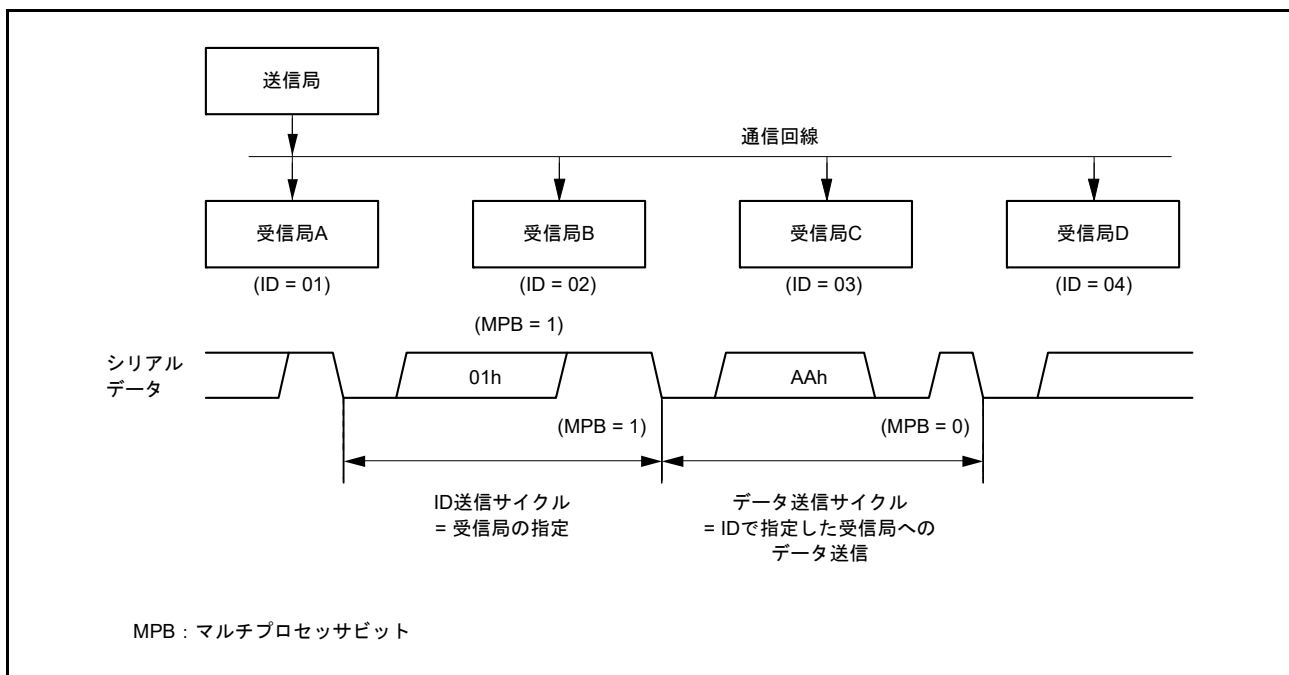 送信局
通信回線
受信局A
受信局B
受信局C
受信局D
(ID = 01)
(ID = 02)
(ID = 03)
(ID = 04)
(MPB = 1)
シリアル
データ
01h
AAh
(MPB = 1)
(MPB = 0)
ID送信サイクル
= 受信局の指定
データ送信サイクル
= IDで指定した受信局への
データ送信
MPB：マルチプロセッサビット